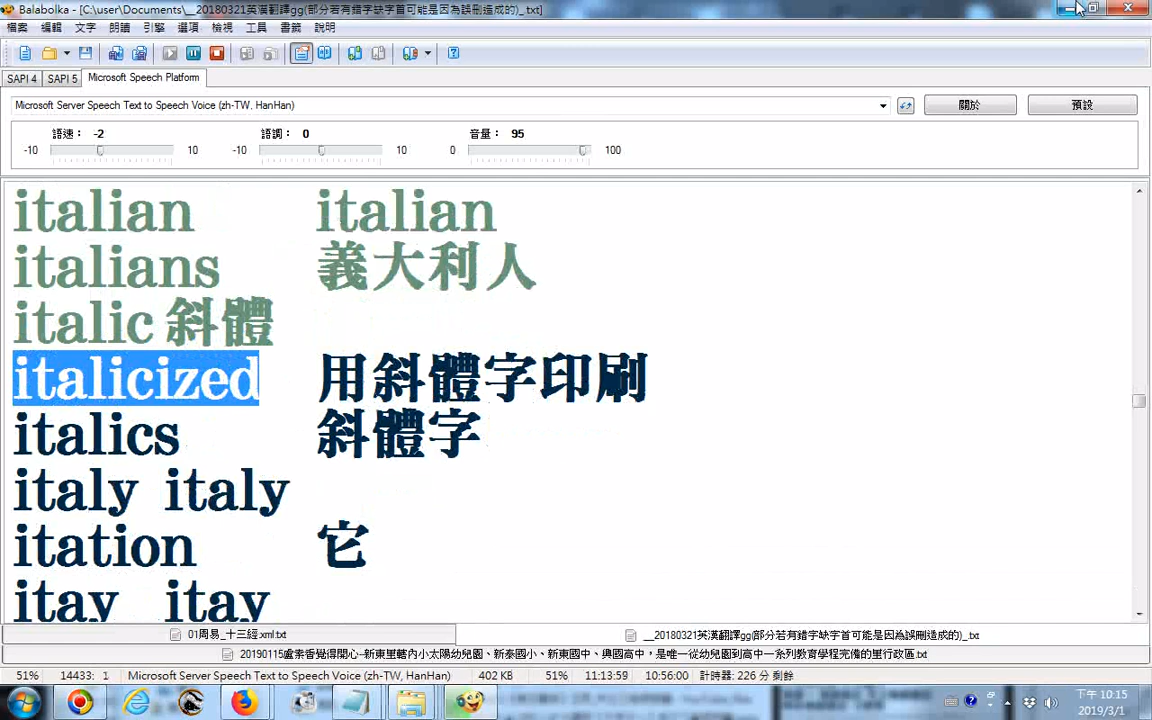 Balabolka - [C:\user\Documents\__20180321英漢翻譯gg(部分若有錯字缺字首可能是因為誤刪造成的)_.txt]
檔案 編輯 文字 朗讀 引擎 選項 檢視 工具 書籤 說明
SAPI 4 SAPI 5 Microsoft Speech Platform
Microsoft Server Speech Text to Speech Voice (zh-TW, HanHan) 關於 預設
語速： -2 語調： 0 音量： 95
-10 10 -10 10 0 100
italian italian
italians 義大利人
italic 斜體
italicized 用斜體字印刷
italics 斜體字
italy italy
itation 它
itay itay
01周易_十三經.xml.txt __20180321英漢翻譯gg(部分若有錯字缺字首可能是因為誤刪造成的)_.txt
20190115盧素香覺得開心-新東里轄內小太陽幼兒園、新泰國小、新東國中、興國高中，是唯一從幼兒園到高中一系列教育學程完備的里行政區.txt
51% 14433: 1 Microsoft Server Speech Text to Speech Voice (zh-TW, HanHan) 402 KB 51% 11:13:59 10:56:00 計時器: 226 分 剩餘
下午 10:15
2019/3/1